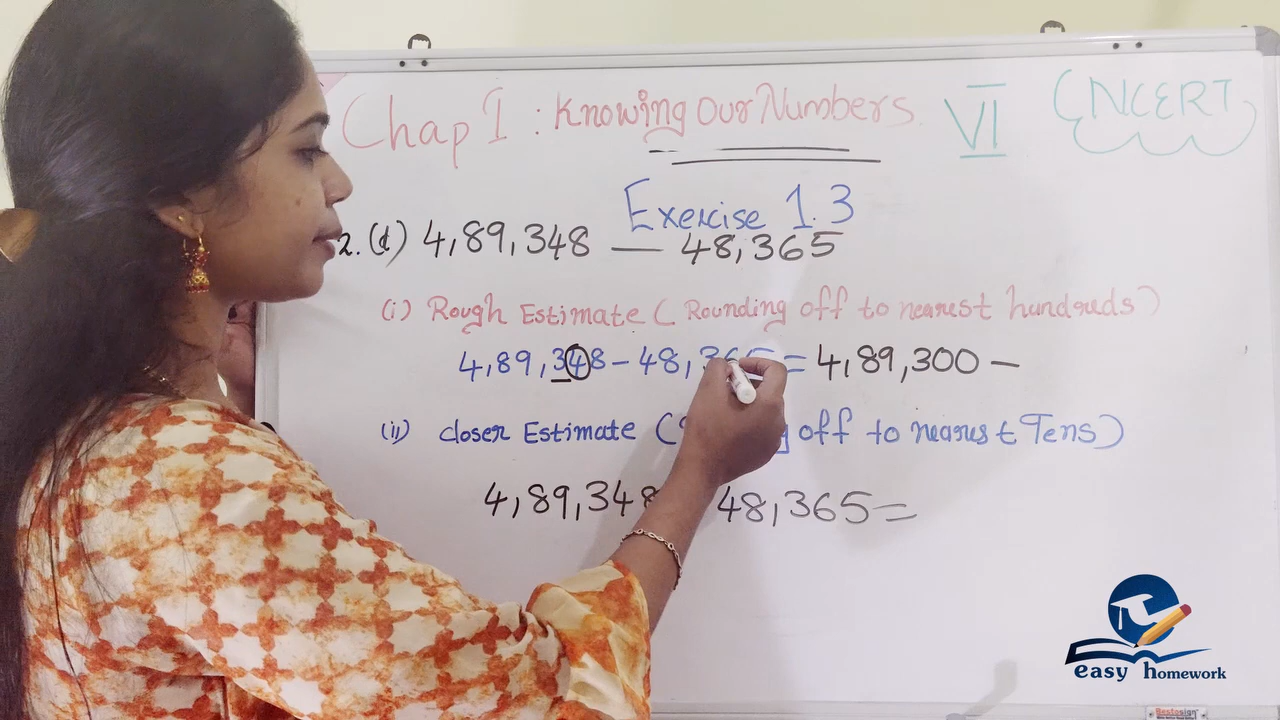 Chap I : Knowing Our Numbers. VI NCERT
Exercise 1.3
2. (d) 4,89,348 — 48,365
(i) Rough Estimate ( Rounding off to nearest hundreds)
4,89,348 - 48,365 = 4,89,300 -
(ii) closer Estimate ( off to nearest Tens)
4,89,348 48,365 =
easy homework